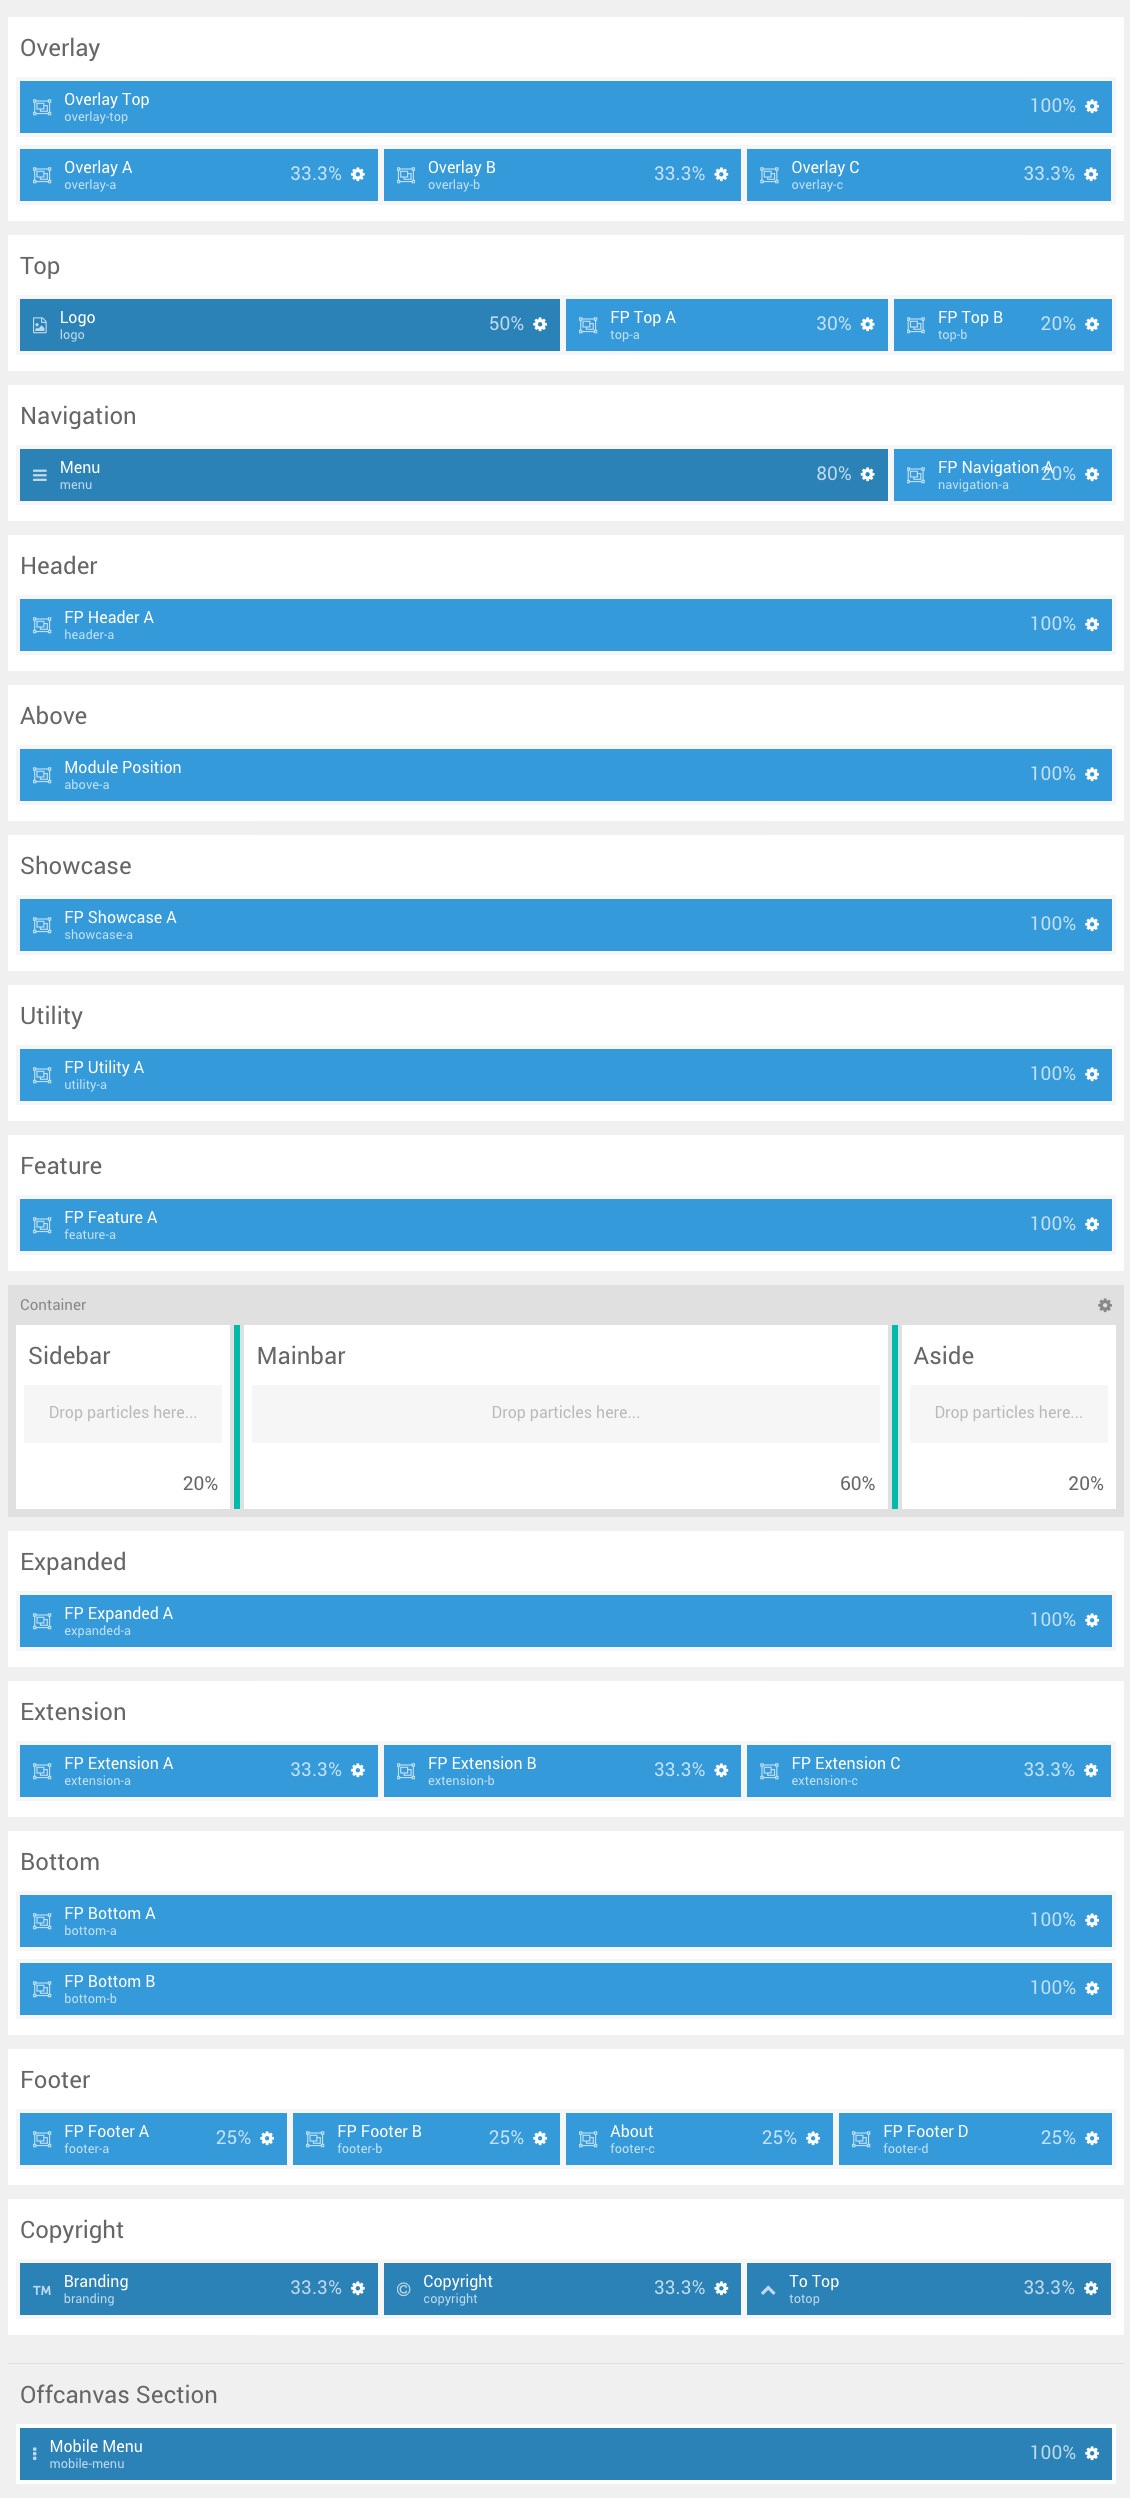 Overlay
Overlay Top 100%
overlay-top
Overlay A 33.3% Overlay B 33.3% Overlay C 33.3%
overlay-a overlay-b overlay-c
Top
Logo 50% FP Top A 30% FP Top B 20%
logo top-a top-b
Navigation
Menu 80% FP Navigation A 20%
menu navigation-a
Header
FP Header A 100%
header-a
Above
Module Position 100%
above-a
Showcase
FP Showcase A 100%
showcase-a
Utility
FP Utility A 100%
utility-a
Feature
FP Feature A 100%
feature-a
Container
Sidebar Mainbar Aside
Drop particles here... Drop particles here... Drop particles here...
20% 60% 20%
Expanded
FP Expanded A 100%
expanded-a
Extension
FP Extension A 33.3% FP Extension B 33.3% FP Extension C 33.3%
extension-a extension-b extension-c
Bottom
FP Bottom A 100%
bottom-a
FP Bottom B 100%
bottom-b
Footer
FP Footer A 25% FP Footer B 25% About 25% FP Footer D 25%
footer-a footer-b footer-c footer-d
Copyright
TM Branding 33.3% © Copyright 33.3% To Top 33.3%
branding copyright totop
Offcanvas Section
Mobile Menu 100%
mobile-menu